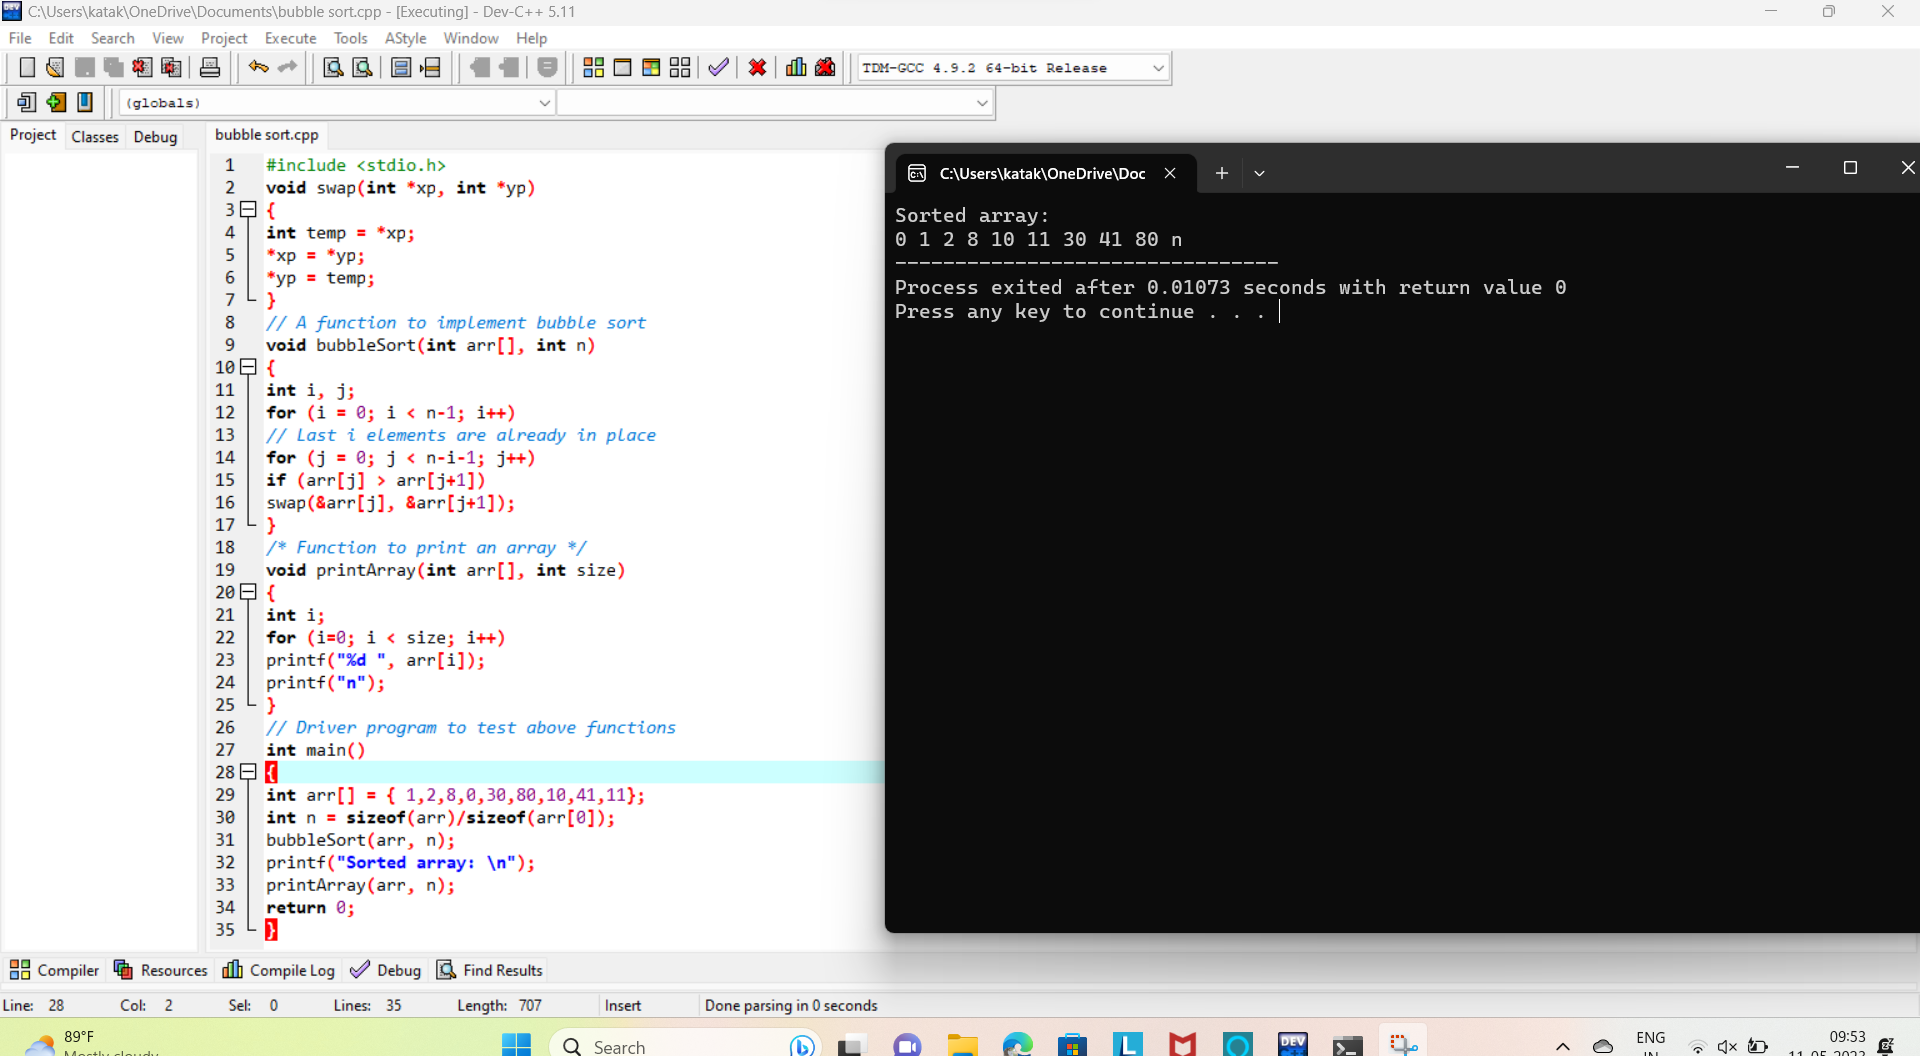 C:\Users\katak\OneDrive\Documents\bubble sort.cpp - [Executing] - Dev-C++ 5.11
File Edit Search View Project Execute Tools AStyle Window Help
TDM-GCC 4.9.2 64-bit Release
(globals)
Project Classes Debug
bubble sort.cpp
1 #include <stdio.h>
2 void swap(int *xp, int *yp)
3 {
4 int temp = *xp;
5 *xp = *yp;
6 *yp = temp;
7 }
8 // A function to implement bubble sort
9 void bubbleSort(int arr[], int n)
10 {
11 int i, j;
12 for (i = 0; i < n-1; i++)
13 // Last i elements are already in place
14 for (j = 0; j < n-i-1; j++)
15 if (arr[j] > arr[j+1])
16 swap(&arr[j], &arr[j+1]);
17 }
18 /* Function to print an array */
19 void printArray(int arr[], int size)
20 {
21 int i;
22 for (i=0; i < size; i++)
23 printf("%d ", arr[i]);
24 printf("n");
25 }
26 // Driver program to test above functions
27 int main()
28 {
29 int arr[] = { 1,2,8,0,30,80,10,41,11};
30 int n = sizeof(arr)/sizeof(arr[0]);
31 bubbleSort(arr, n);
32 printf("Sorted array: \n");
33 printArray(arr, n);
34 return 0;
35 }
C:\Users\katak\OneDrive\Doc
Sorted array:
0 1 2 8 10 11 30 41 80 n
--------------------------------
Process exited after 0.01073 seconds with return value 0
Press any key to continue . . .
Compiler Resources Compile Log Debug Find Results
Line: 28 Col: 2 Sel: 0 Lines: 35 Length: 707 Insert Done parsing in 0 seconds
89°F
Mostly cloudy
Search
DEV
ENG
IN
09:53
11-05-2023